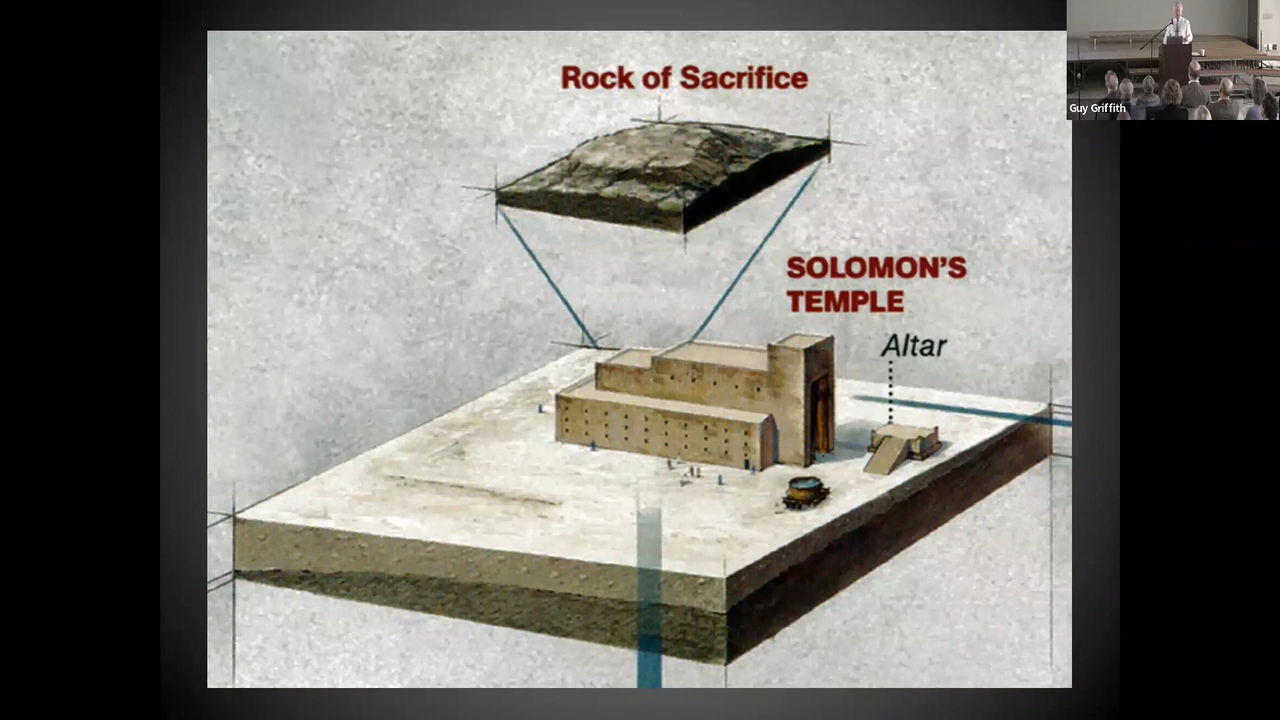 Rock of Sacrifice
SOLOMON'S
TEMPLE
Altar
Guy Griffith